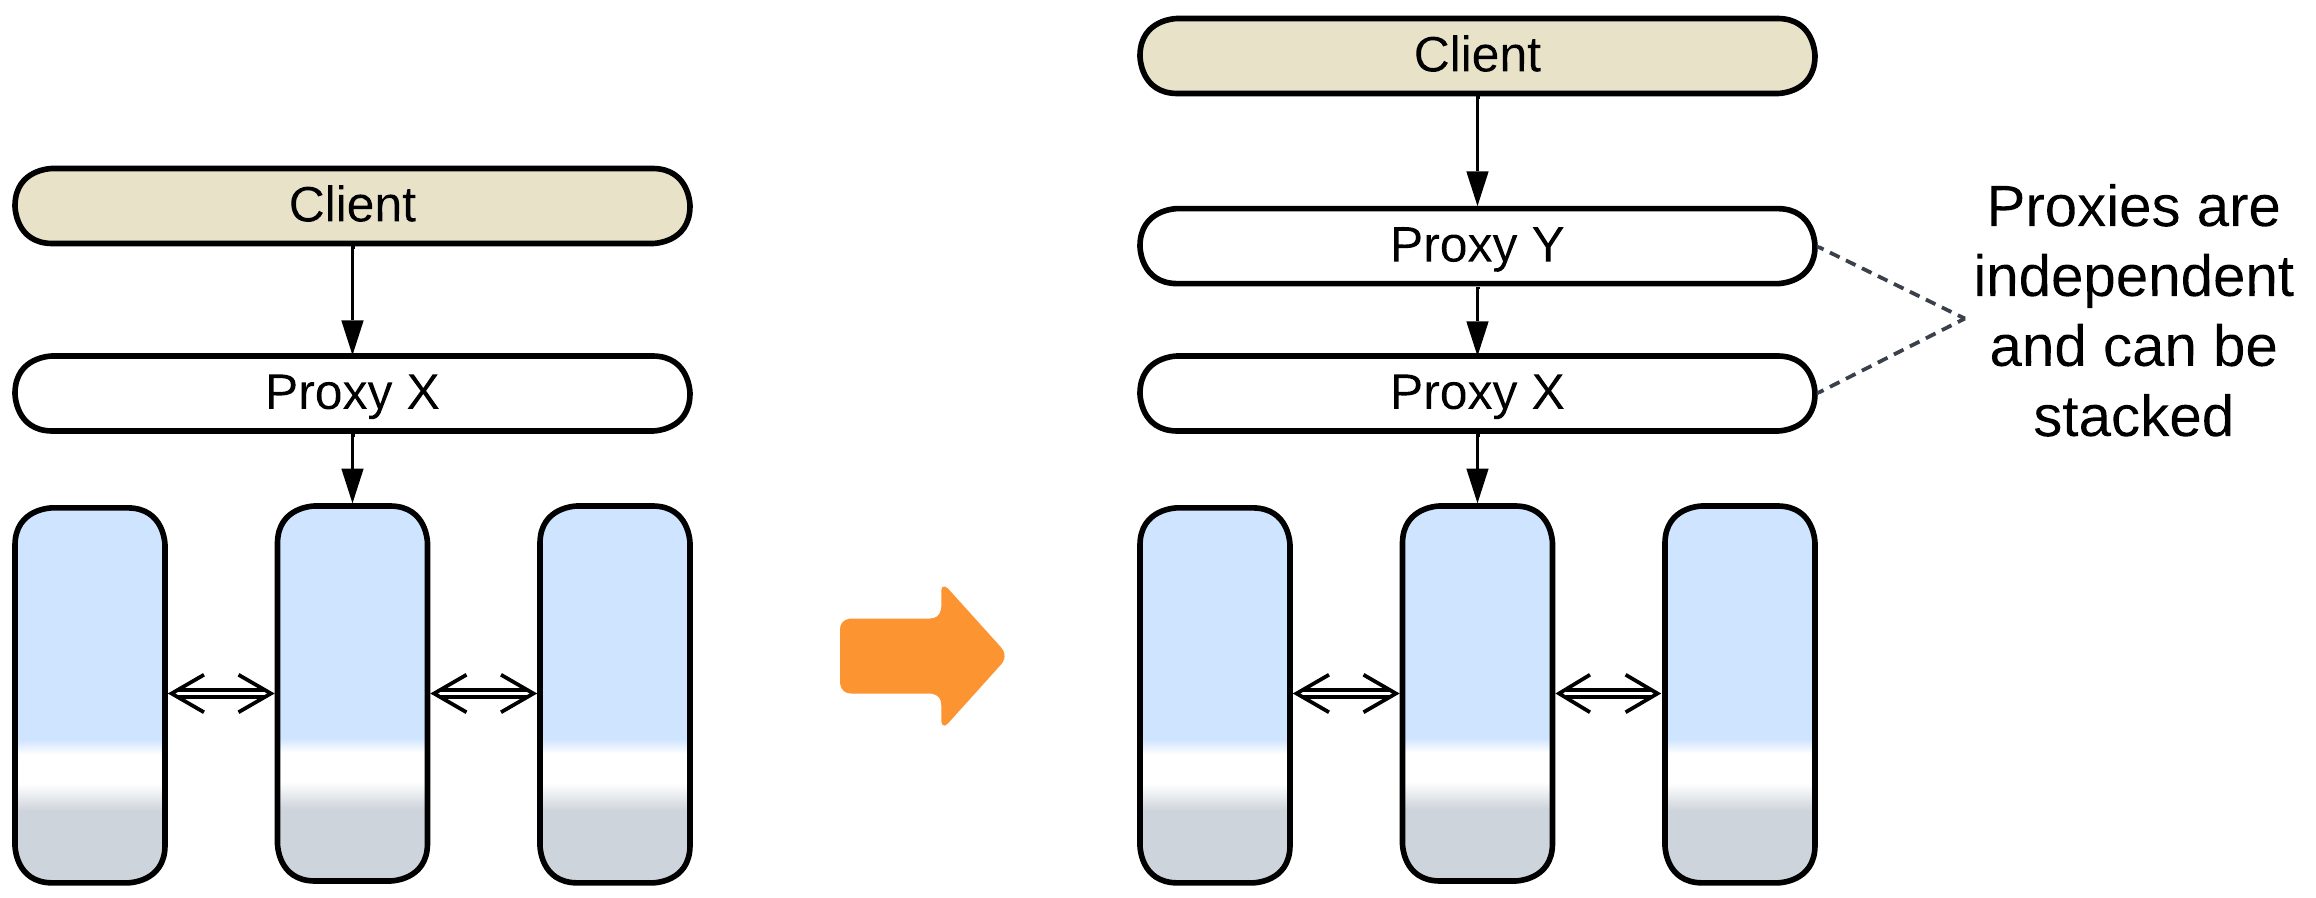 Client
Proxy X
Client
Proxy Y
Proxy X
Proxies are
independent
and can be
stacked